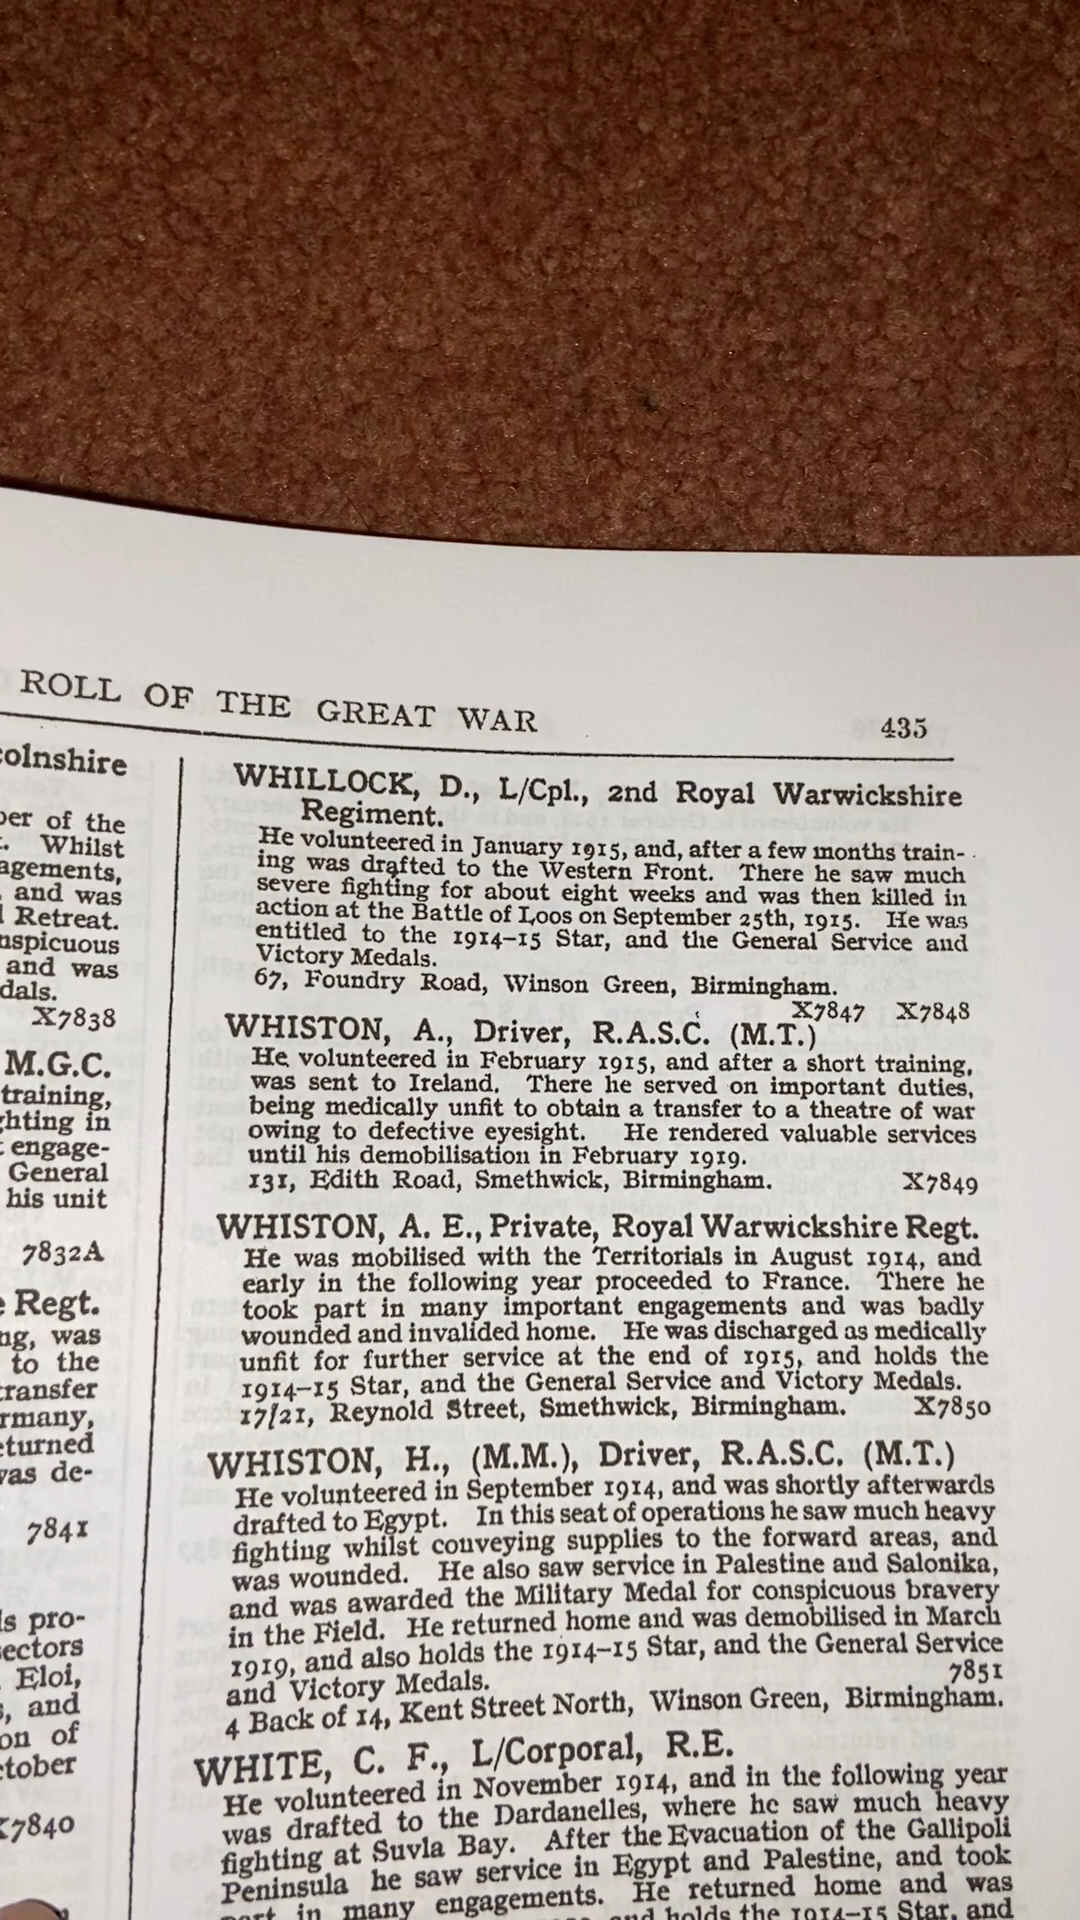 ROLL OF THE GREAT WAR 435
colnshire
ber of the
. Whilst
agements,
and was
Retreat.
nspicuous
and was
dals.
X7838
M.G.C.
training,
ghting in
engage-
General
his unit
7832A
Regt.
ng, was
to the
transfer
rmany,
eturned
was de-
7841
ls pro-
sectors
Eloi,
s, and
on of
ctober
X7840
WHILLOCK, D., L/Cpl., 2nd Royal Warwickshire
Regiment.
He volunteered in January 1915, and, after a few months train-
ing was drafted to the Western Front. There he saw much
severe fighting for about eight weeks and was then killed in
action at the Battle of Loos on September 25th, 1915. He was
entitled to the 1914–15 Star, and the General Service and
Victory Medals.
67, Foundry Road, Winson Green, Birmingham.
X7847 X7848
WHISTON, A., Driver, R.A.S.C. (M.T.)
He volunteered in February 1915, and after a short training,
was sent to Ireland. There he served on important duties,
being medically unfit to obtain a transfer to a theatre of war
owing to defective eyesight. He rendered valuable services
until his demobilisation in February 1919.
131, Edith Road, Smethwick, Birmingham. X7849
WHISTON, A. E., Private, Royal Warwickshire Regt.
He was mobilised with the Territorials in August 1914, and
early in the following year proceeded to France. There he
took part in many important engagements and was badly
wounded and invalided home. He was discharged as medically
unfit for further service at the end of 1915, and holds the
1914–15 Star, and the General Service and Victory Medals.
17/21, Reynold Street, Smethwick, Birmingham. X7850
WHISTON, H., (M.M.), Driver, R.A.S.C. (M.T.)
He volunteered in September 1914, and was shortly afterwards
drafted to Egypt. In this seat of operations he saw much heavy
fighting whilst conveying supplies to the forward areas, and
was wounded. He also saw service in Palestine and Salonika,
and was awarded the Military Medal for conspicuous bravery
in the Field. He returned home and was demobilised in March
1919, and also holds the 1914–15 Star, and the General Service
and Victory Medals. 7851
4 Back of 14, Kent Street North, Winson Green, Birmingham.
WHITE, C. F., L/Corporal, R.E.
He volunteered in November 1914, and in the following year
was drafted to the Dardanelles, where he saw much heavy
fighting at Suvla Bay. After the Evacuation of the Gallipoli
Peninsula he saw service in Egypt and Palestine, and took
part in many engagements. He returned home and was
and holds the 1914–15 Star, and